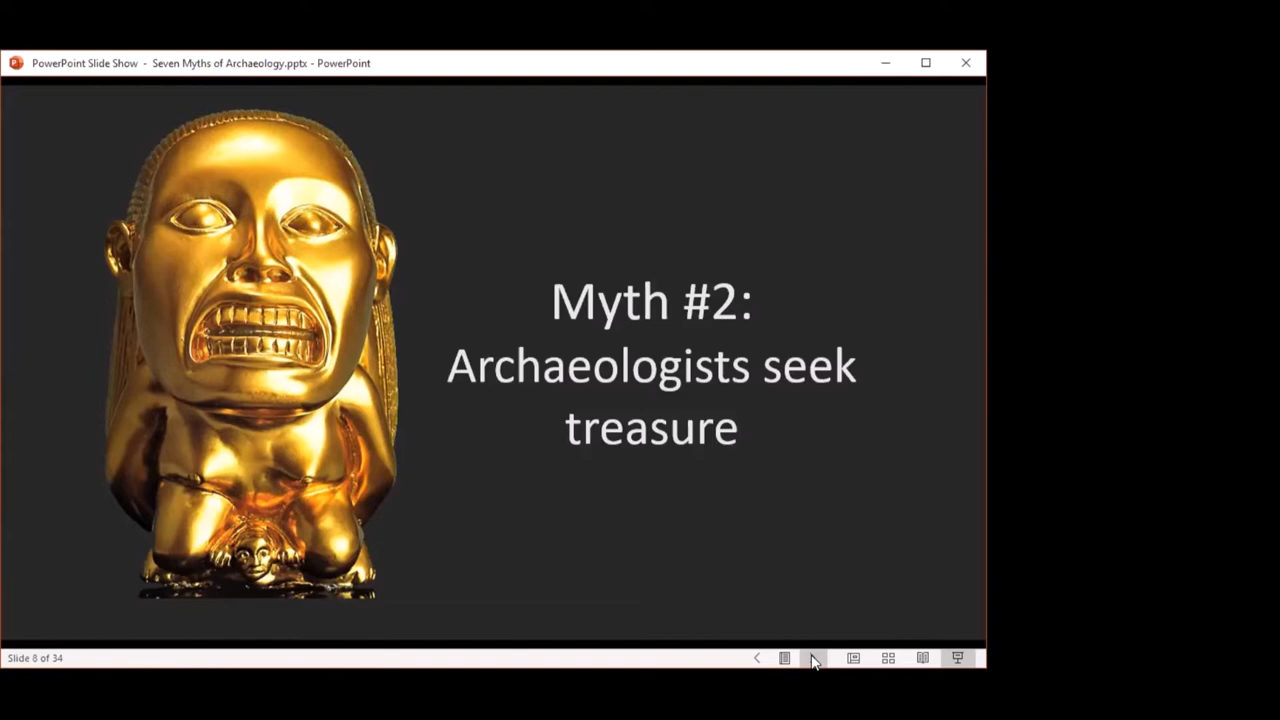 PowerPoint Slide Show - Seven Myths of Archaeology.pptx - PowerPoint
Myth #2:
Archaeologists seek
treasure
Slide 8 of 34